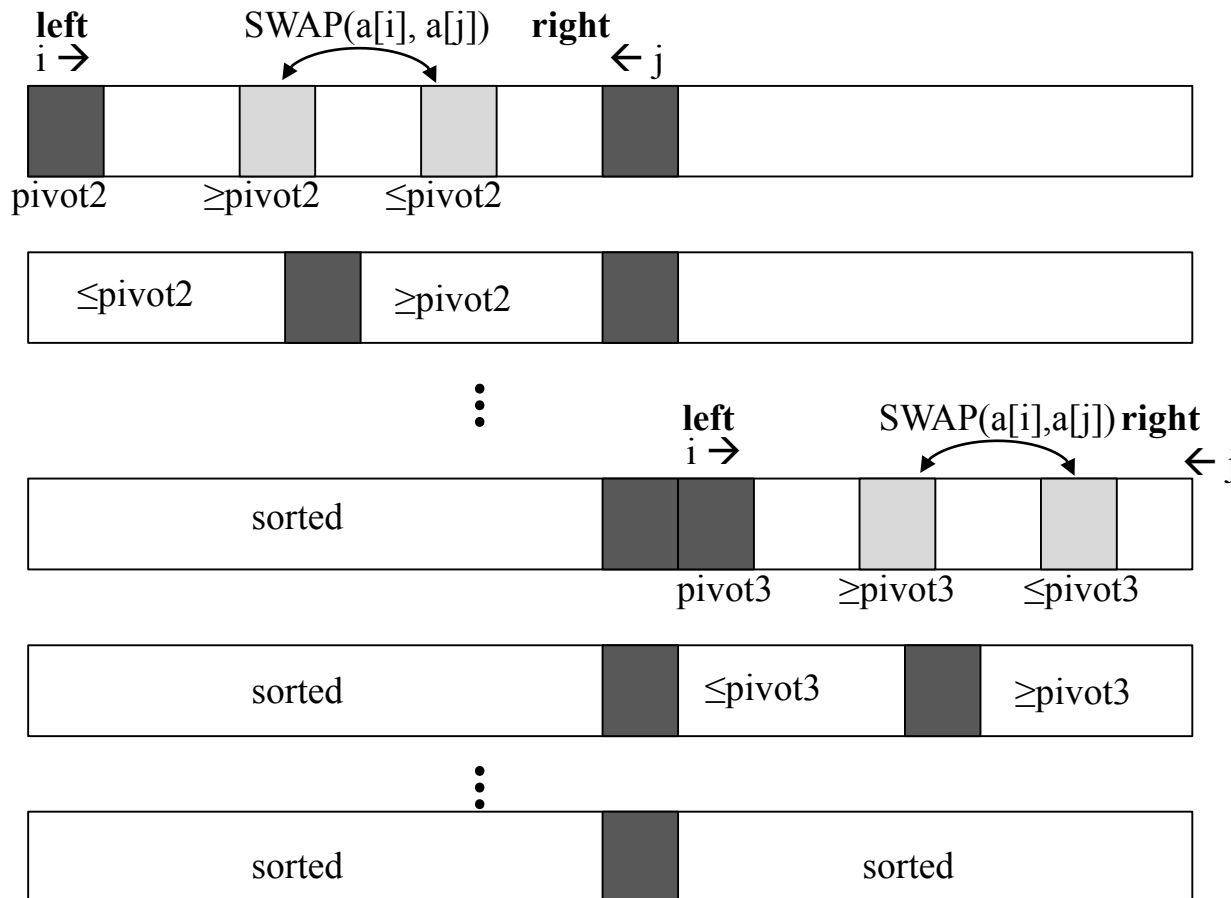 left SWAP(a[i], a[j]) right
i → ← j
pivot2 ≥pivot2 ≤pivot2
≤pivot2 ≥pivot2
⋮
left SWAP(a[i],a[j]) right
i → ← j
sorted
pivot3 ≥pivot3 ≤pivot3
sorted ≤pivot3 ≥pivot3
⋮
sorted sorted